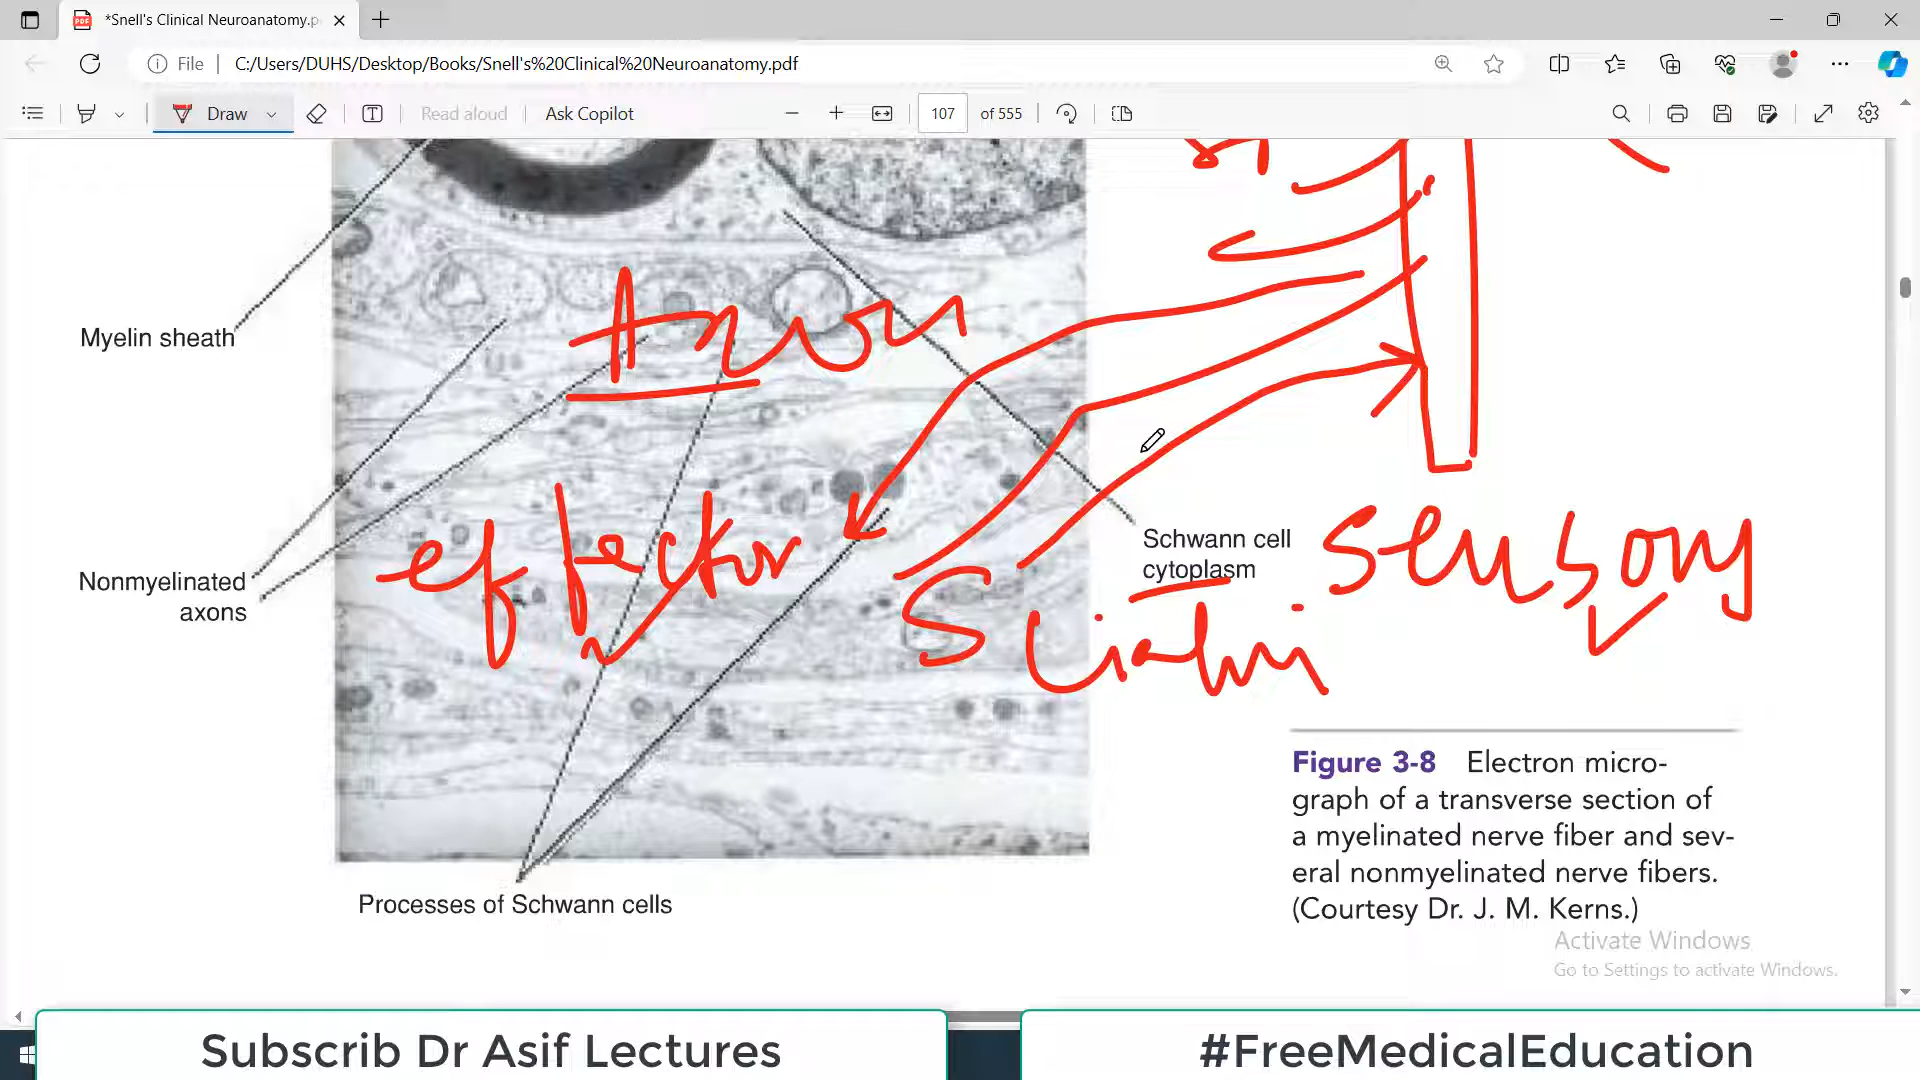 *Snell's Clinical Neuroanatomy.p
File
C:/Users/DUHS/Desktop/Books/Snell's%20Clinical%20Neuroanatomy.pdf
Draw
Read aloud
Ask Copilot
107
of 555
Myelin sheath
Axon
effector
sensory
Schwann cell
cytoplasm
Nonmyelinated
axons
Processes of Schwann cells
Figure 3-8 Electron micro-
graph of a transverse section of
a myelinated nerve fiber and sev-
eral nonmyelinated nerve fibers.
(Courtesy Dr. J. M. Kerns.)
Activate Windows
Go to Settings to activate Windows.
Subscrib Dr Asif Lectures
#FreeMedicalEducation